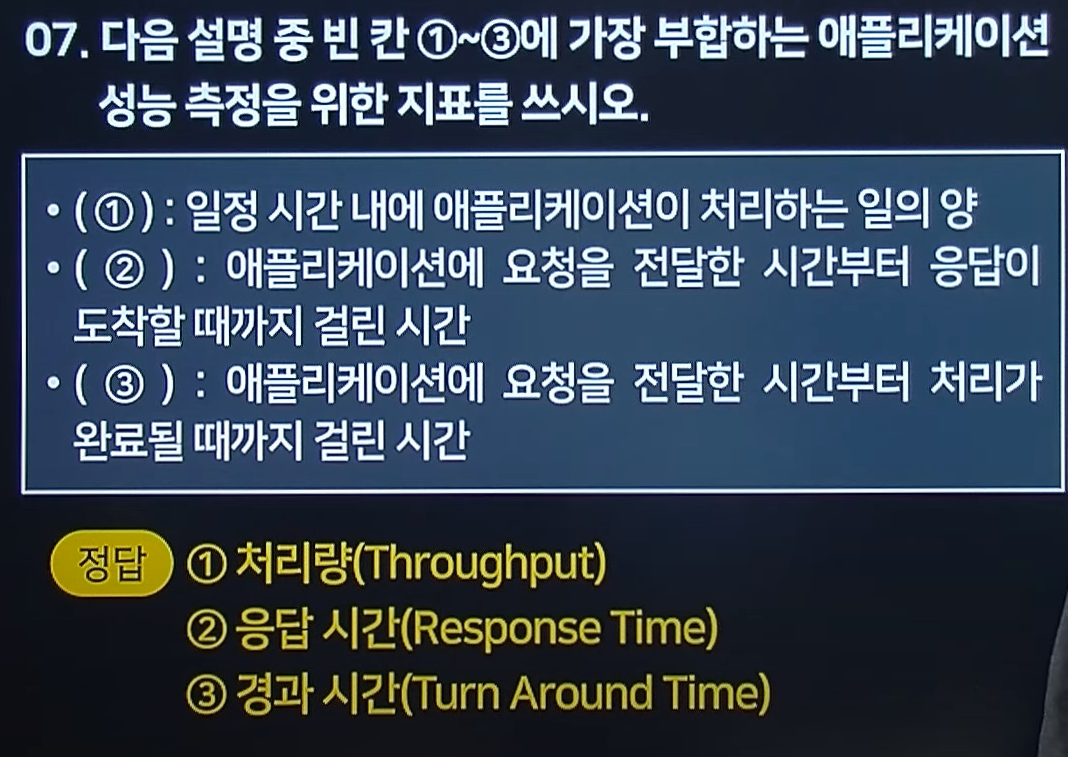 07. 다음 설명 중 빈 칸 ①~③에 가장 부합하는 애플리케이션
성능 측정을 위한 지표를 쓰시오.
• ( ① ) : 일정 시간 내에 애플리케이션이 처리하는 일의 양
• ( ② ) : 애플리케이션에 요청을 전달한 시간부터 응답이
도착할 때까지 걸린 시간
• ( ③ ) : 애플리케이션에 요청을 전달한 시간부터 처리가
완료될 때까지 걸린 시간
정답 ① 처리량(Throughput)
② 응답 시간(Response Time)
③ 경과 시간(Turn Around Time)